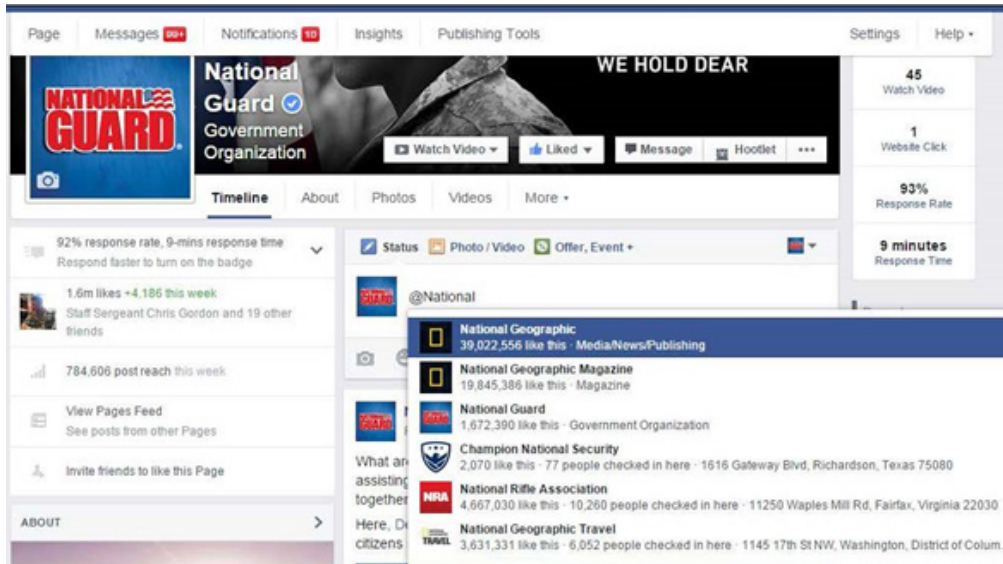 Page Messages 99+ Notifications 10 Insights Publishing Tools Settings Help
NATIONAL GUARD
National
Guard
Government
Organization
WE HOLD DEAR
Watch Video Liked Message Hootlet
Timeline About Photos Videos More
45
Watch Video
1
Website Click
93%
Response Rate
9 minutes
Response Time
92% response rate, 9-mins response time
Respond faster to turn on the badge
1.6m likes +4,186 this week
Staff Sergeant Chris Gordon and 19 other
friends
784,606 post reach this week
View Pages Feed
See posts from other Pages
Invite friends to like this Page
ABOUT
Status Photo / Video Offer, Event +
@National
National Geographic
39,022,556 like this · Media/News/Publishing
National Geographic Magazine
19,845,386 like this · Magazine
National Guard
1,672,390 like this · Government Organization
Champion National Security
2,070 like this · 77 people checked in here · 1616 Gateway Blvd, Richardson, Texas 75080
NRA
National Rifle Association
4,667,030 like this · 10,260 people checked in here · 11250 Waples Mill Rd, Fairfax, Virginia 22030
TRAVEL
National Geographic Travel
3,631,331 like this · 6,052 people checked in here · 1145 17th St NW, Washington, District of Colum...
What are
assisting
together
Here,
citizens